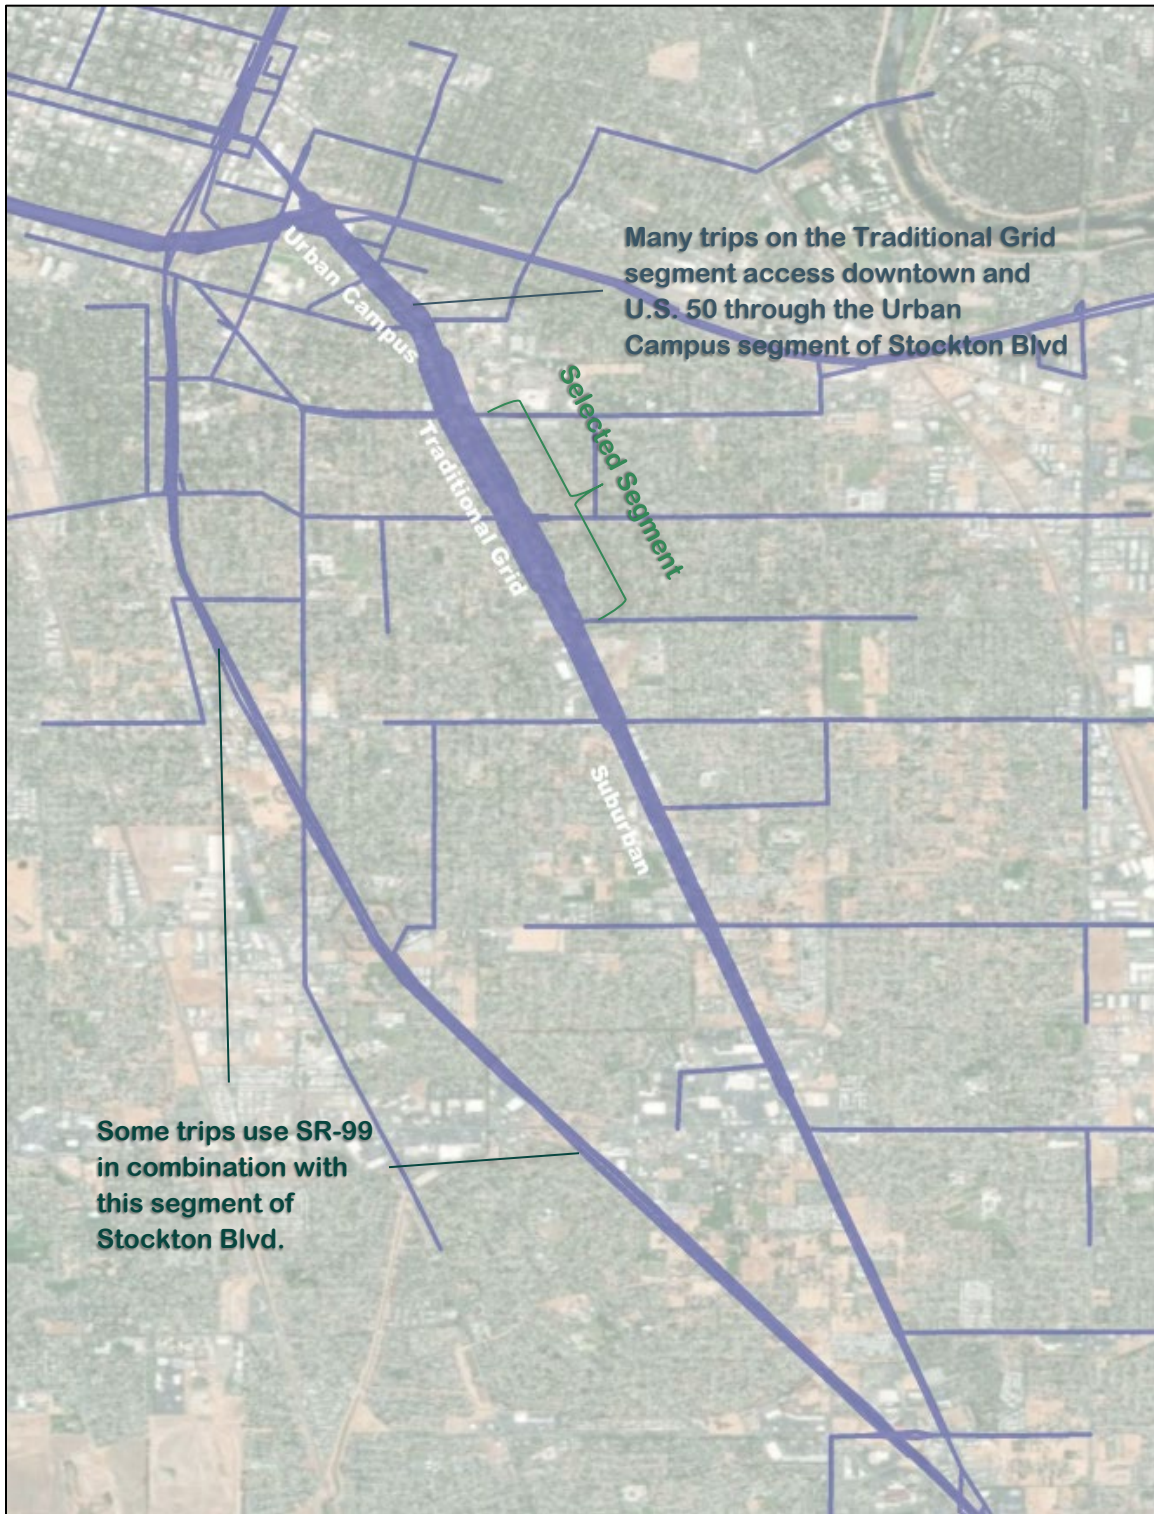 Many trips on the Traditional Grid
segment access downtown and
U.S. 50 through the Urban
Campus segment of Stockton Blvd
Urban Campus
Selected Segment
Traditional Grid
Suburban
Some trips use SR-99
in combination with
this segment of
Stockton Blvd.